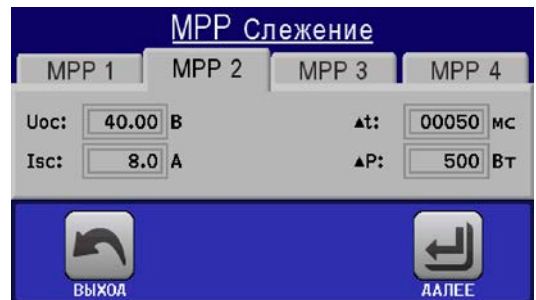 MPP Слежение
MPP 1 MPP 2 MPP 3 MPP 4
Uoc: 40.00 В ▲t: 00050 мс
Isc: 8.0 А ▲P: 500 Вт
ВЫХОД ДАЛЕЕ